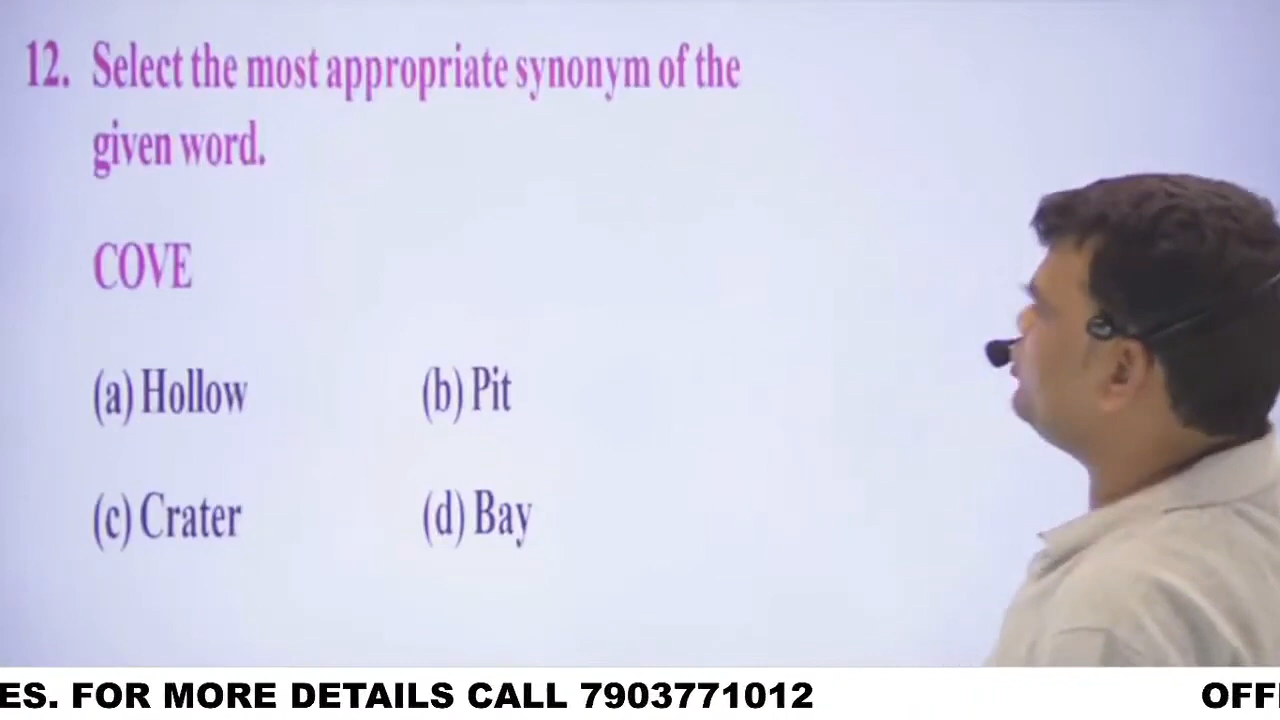 12. Select the most appropriate synonym of the
given word.
COVE
(a) Hollow (b) Pit
(c) Crater (d) Bay
ES. FOR MORE DETAILS CALL 7903771012 OFF